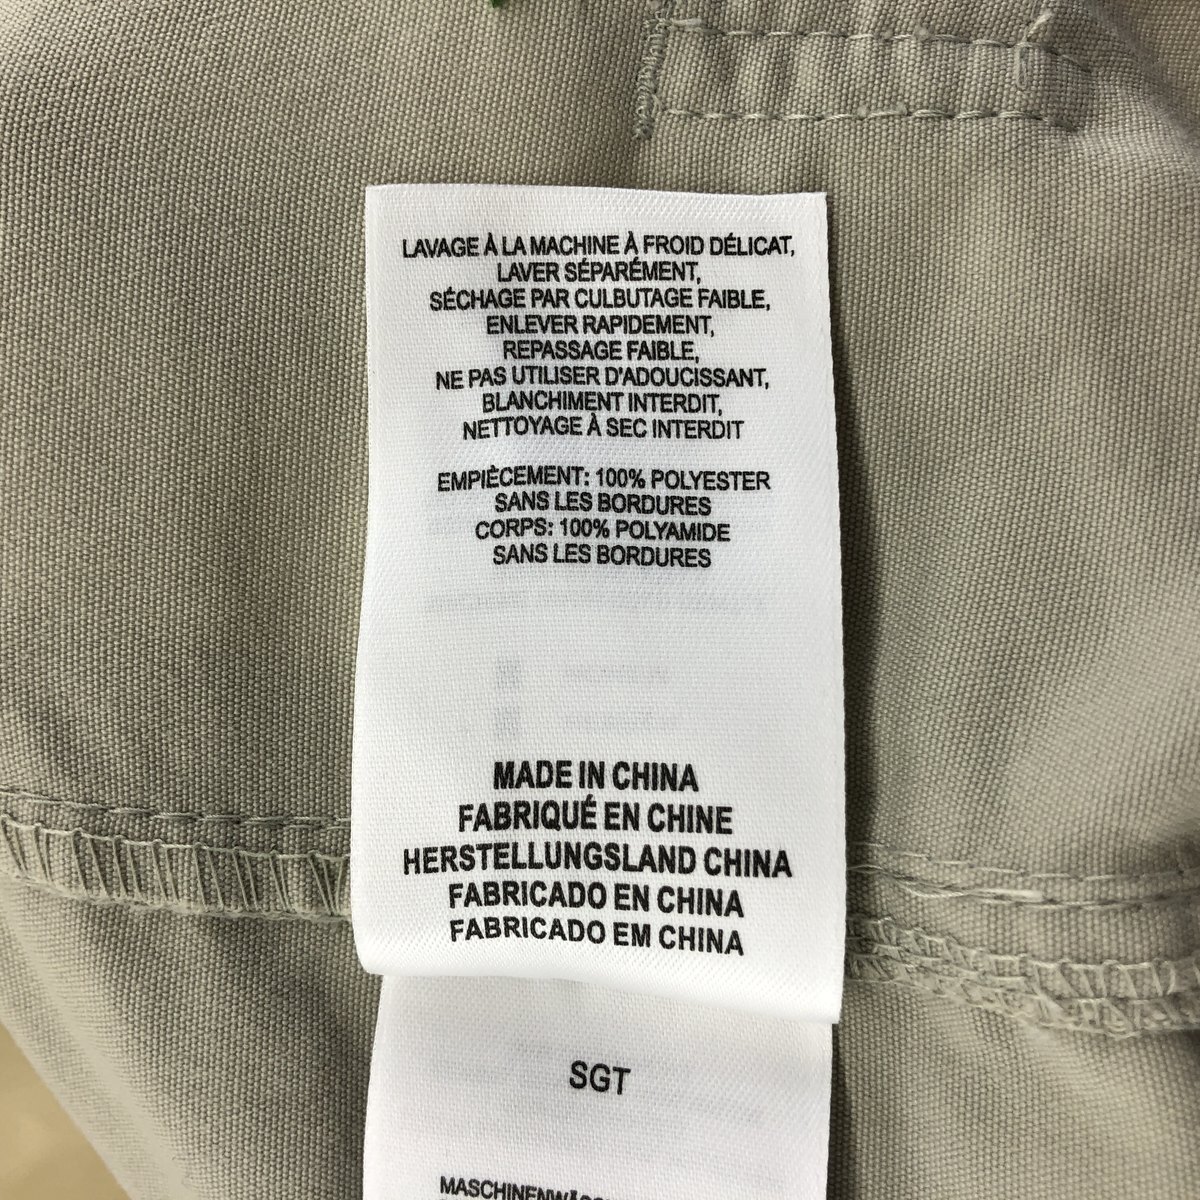 LAVAGE À LA MACHINE À FROID DÉLICAT,
LAVER SÉPARÉMENT,
SÉCHAGE PAR CULBUTAGE FAIBLE,
ENLEVER RAPIDEMENT,
REPASSAGE FAIBLE,
NE PAS UTILISER D'ADOUCISSANT,
BLANCHIMENT INTERDIT,
NETTOYAGE À SEC INTERDIT
EMPIÈCEMENT: 100% POLYESTER
SANS LES BORDURES
CORPS: 100% POLYAMIDE
SANS LES BORDURES
MADE IN CHINA
FABRIQUÉ EN CHINE
HERSTELLUNGSLAND CHINA
FABRICADO EN CHINA
FABRICADO EM CHINA
SGT